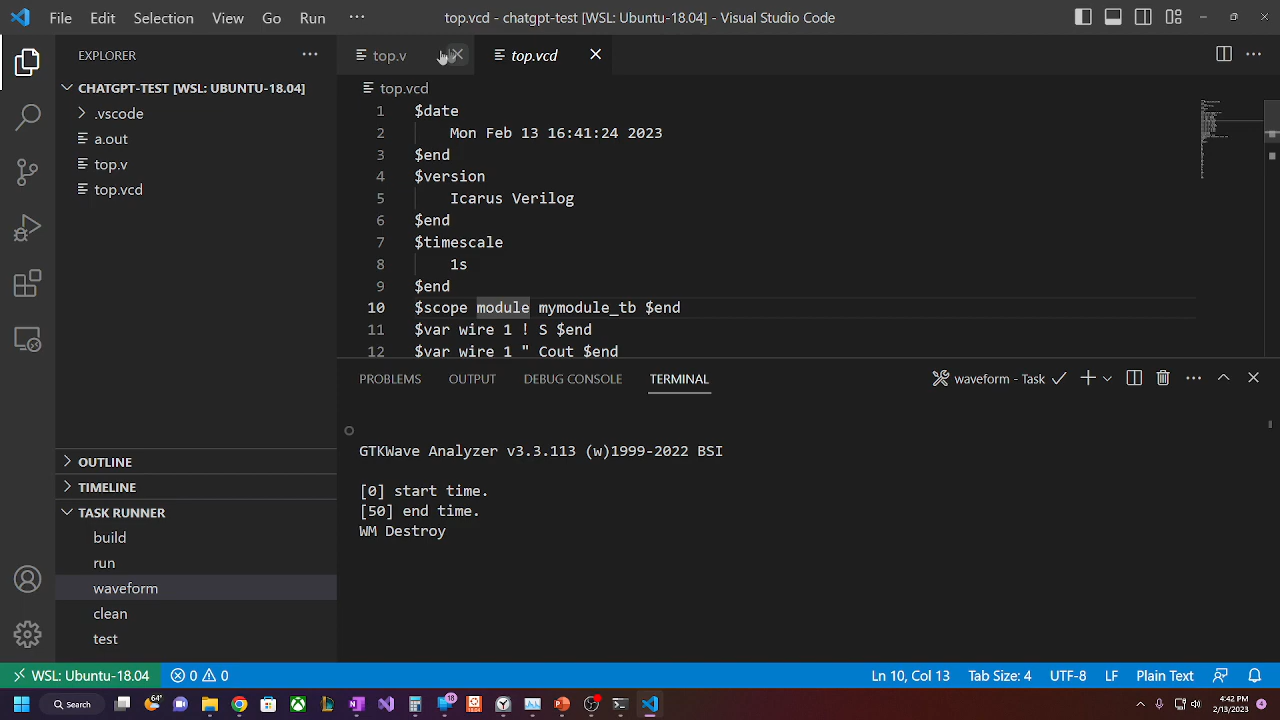 File Edit Selection View Go Run ···
top.vcd - chatgpt-test [WSL: Ubuntu-18.04] - Visual Studio Code
EXPLORER ···
top.v
top.vcd
CHATGPT-TEST [WSL: UBUNTU-18.04]
.vscode
a.out
top.v
top.vcd
OUTLINE
TIMELINE
TASK RUNNER
build
run
waveform
clean
test
top.vcd
1 $date
2 Mon Feb 13 16:41:24 2023
3 $end
4 $version
5 Icarus Verilog
6 $end
7 $timescale
8 1s
9 $end
10 $scope module mymodule_tb $end
11 $var wire 1 ! S $end
12 $var wire 1 " Cout $end
PROBLEMS OUTPUT DEBUG CONSOLE TERMINAL waveform - Task
GTKWave Analyzer v3.3.113 (w)1999-2022 BSI
[0] start time.
[50] end time.
WM Destroy
WSL: Ubuntu-18.04 0 0 Ln 10, Col 13 Tab Size: 4 UTF-8 LF Plain Text
Search 64° 18 4:42 PM
2/13/2023 4